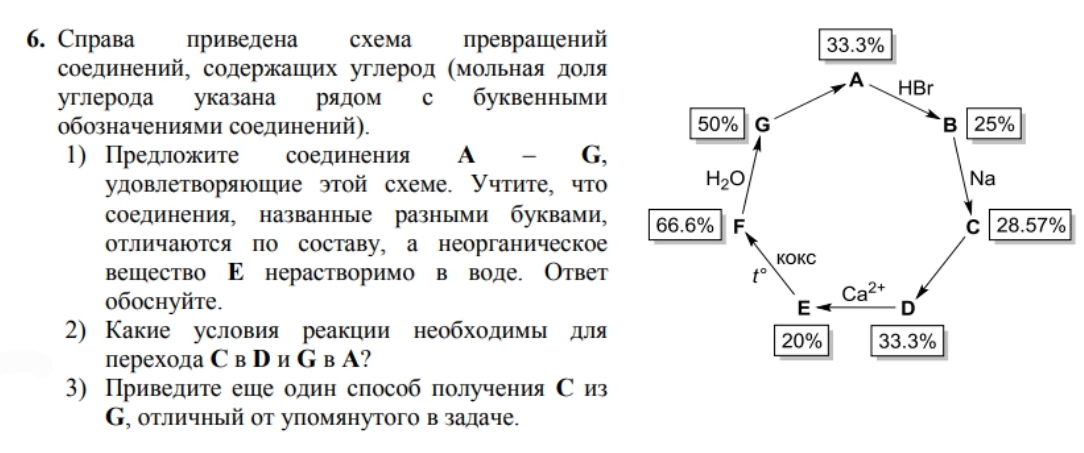 6. Справа приведена схема превращений
соединений, содержащих углерод (мольная доля
углерода указана рядом с буквенными
обозначениями соединений).
1) Предложите соединения A – G,
удовлетворяющие этой схеме. Учтите, что
соединения, названные разными буквами,
отличаются по составу, а неорганическое
вещество E нерастворимо в воде. Ответ
обоснуйте.
2) Какие условия реакции необходимы для
перехода C в D и G в A?
3) Приведите еще один способ получения C из
G, отличный от упомянутого в задаче.
33.3%
A
HBr
50% G
B 25%
H₂O
Na
66.6% F
C 28.57%
кокс
t°
Ca²⁺
E
D
20%
33.3%